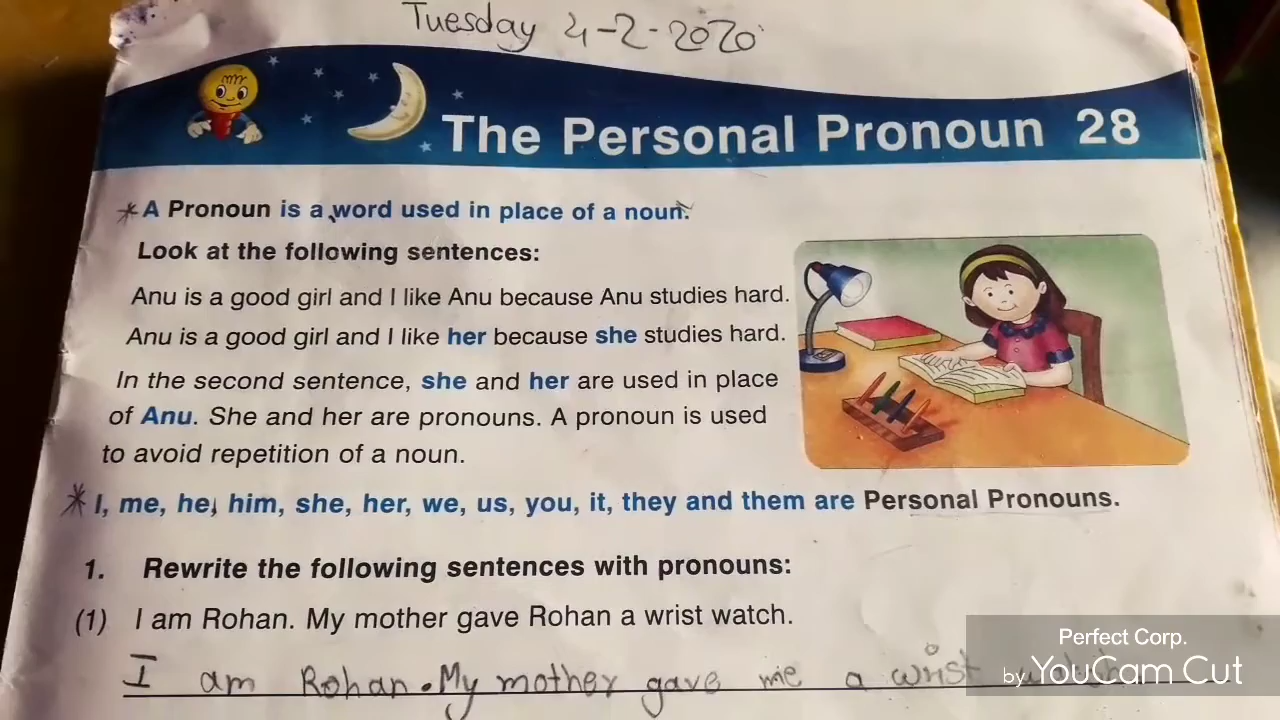 Tuesday 4-2-2020
The Personal Pronoun 28
* A Pronoun is a word used in place of a noun.
Look at the following sentences:
Anu is a good girl and I like Anu because Anu studies hard.
Anu is a good girl and I like her because she studies hard.
In the second sentence, she and her are used in place
of Anu. She and her are pronouns. A pronoun is used
to avoid repetition of a noun.
* I, me, he, him, she, her, we, us, you, it, they and them are Personal Pronouns.
1. Rewrite the following sentences with pronouns:
(1) I am Rohan. My mother gave Rohan a wrist watch.
I am Rohan. My mother gave me a wrist watch
Perfect Corp.
by YouCam Cut